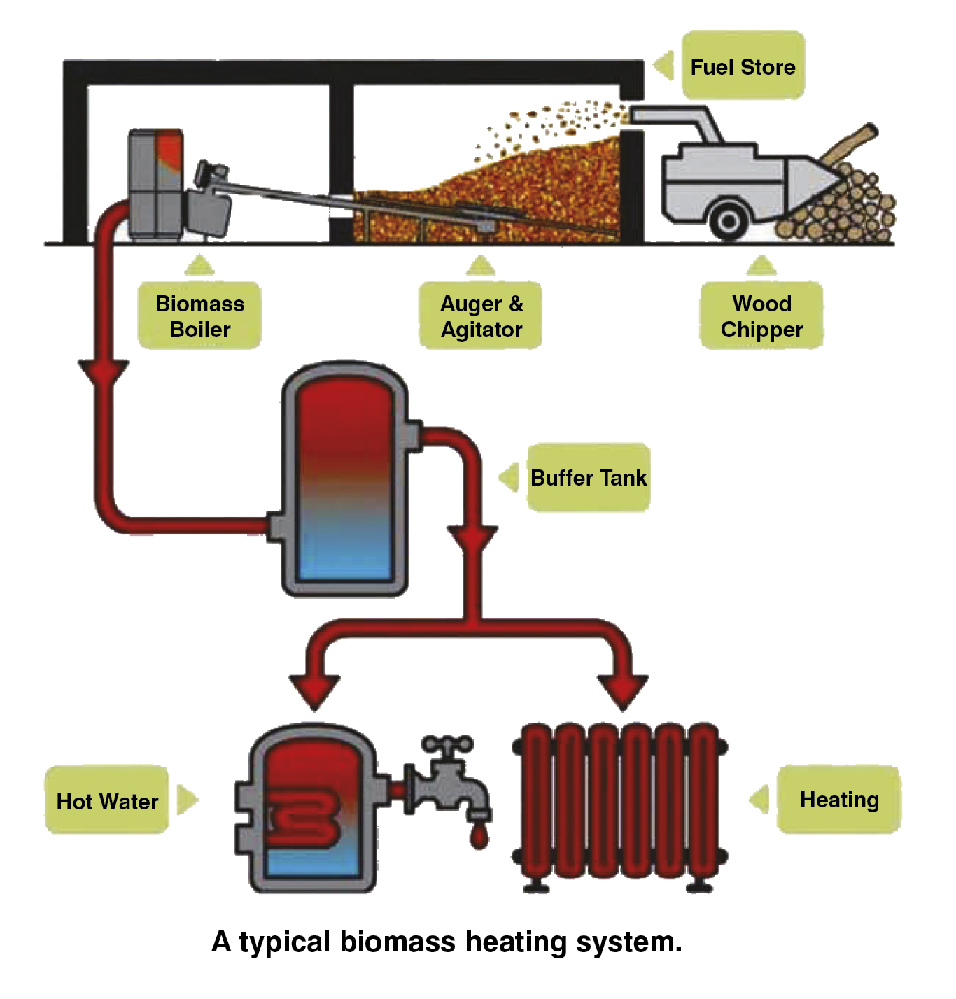 Fuel Store
Biomass
Boiler
Auger &
Agitator
Wood
Chipper
Buffer Tank
Hot Water
Heating
A typical biomass heating system.